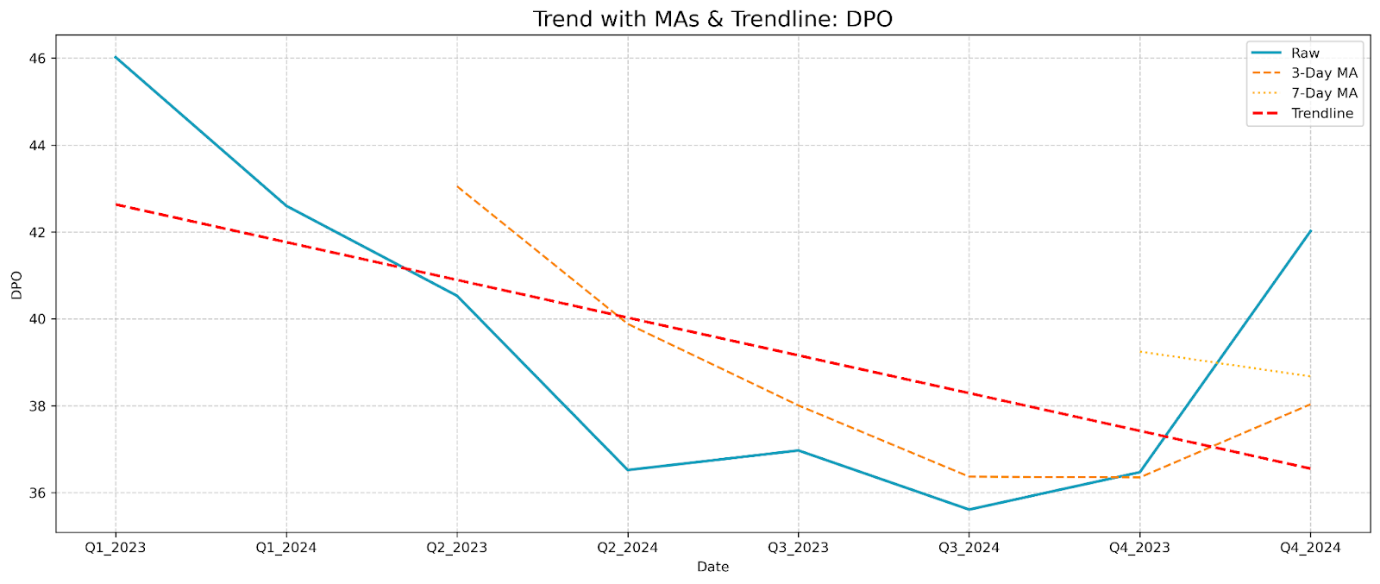 Trend with MAs & Trendline: DPO
Raw
3-Day MA
7-Day MA
Trendline
46
44
42
40
38
36
DPO
Q1_2023 Q1_2024 Q2_2023 Q2_2024 Q3_2023 Q3_2024 Q4_2023 Q4_2024
Date